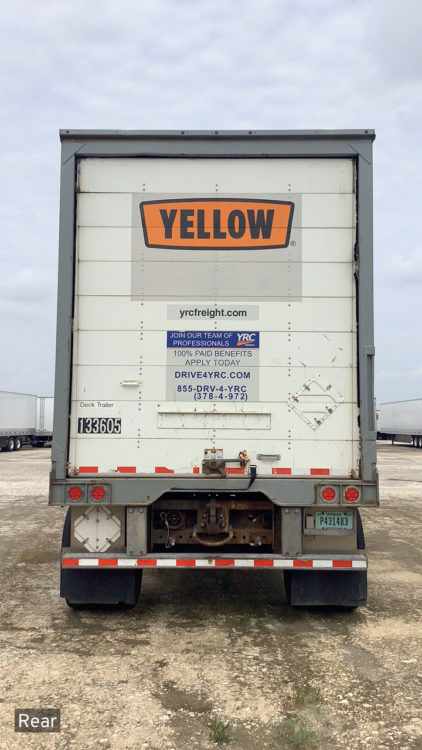 YELLOW
®
yrcfreight.com
JOIN OUR TEAM OF
PROFESSIONALS
YRC
100% PAID BENEFITS
APPLY TODAY
DRIVE4YRC.COM
855-DRV-4-YRC
(378-4-972)
Deck Trailer
133605
P431348
Rear